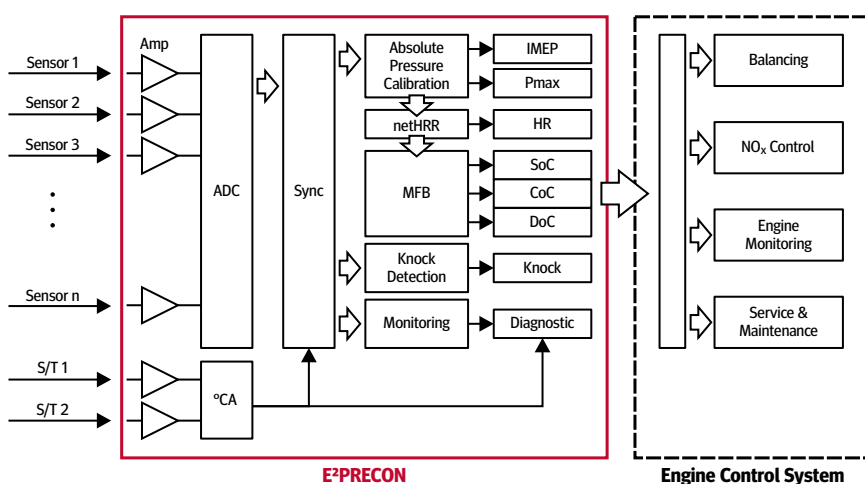 Amp
Sensor 1
Sensor 2
Sensor 3
Sensor n
S/T 1
S/T 2
ADC
°CA
Sync
Absolute
Pressure
Calibration
netHRR
MFB
Knock
Detection
Monitoring
IMEP
Pmax
HR
SoC
CoC
DoC
Knock
Diagnostic
Balancing
NOₓ Control
Engine
Monitoring
Service &
Maintenance
E²PRECON
Engine Control System